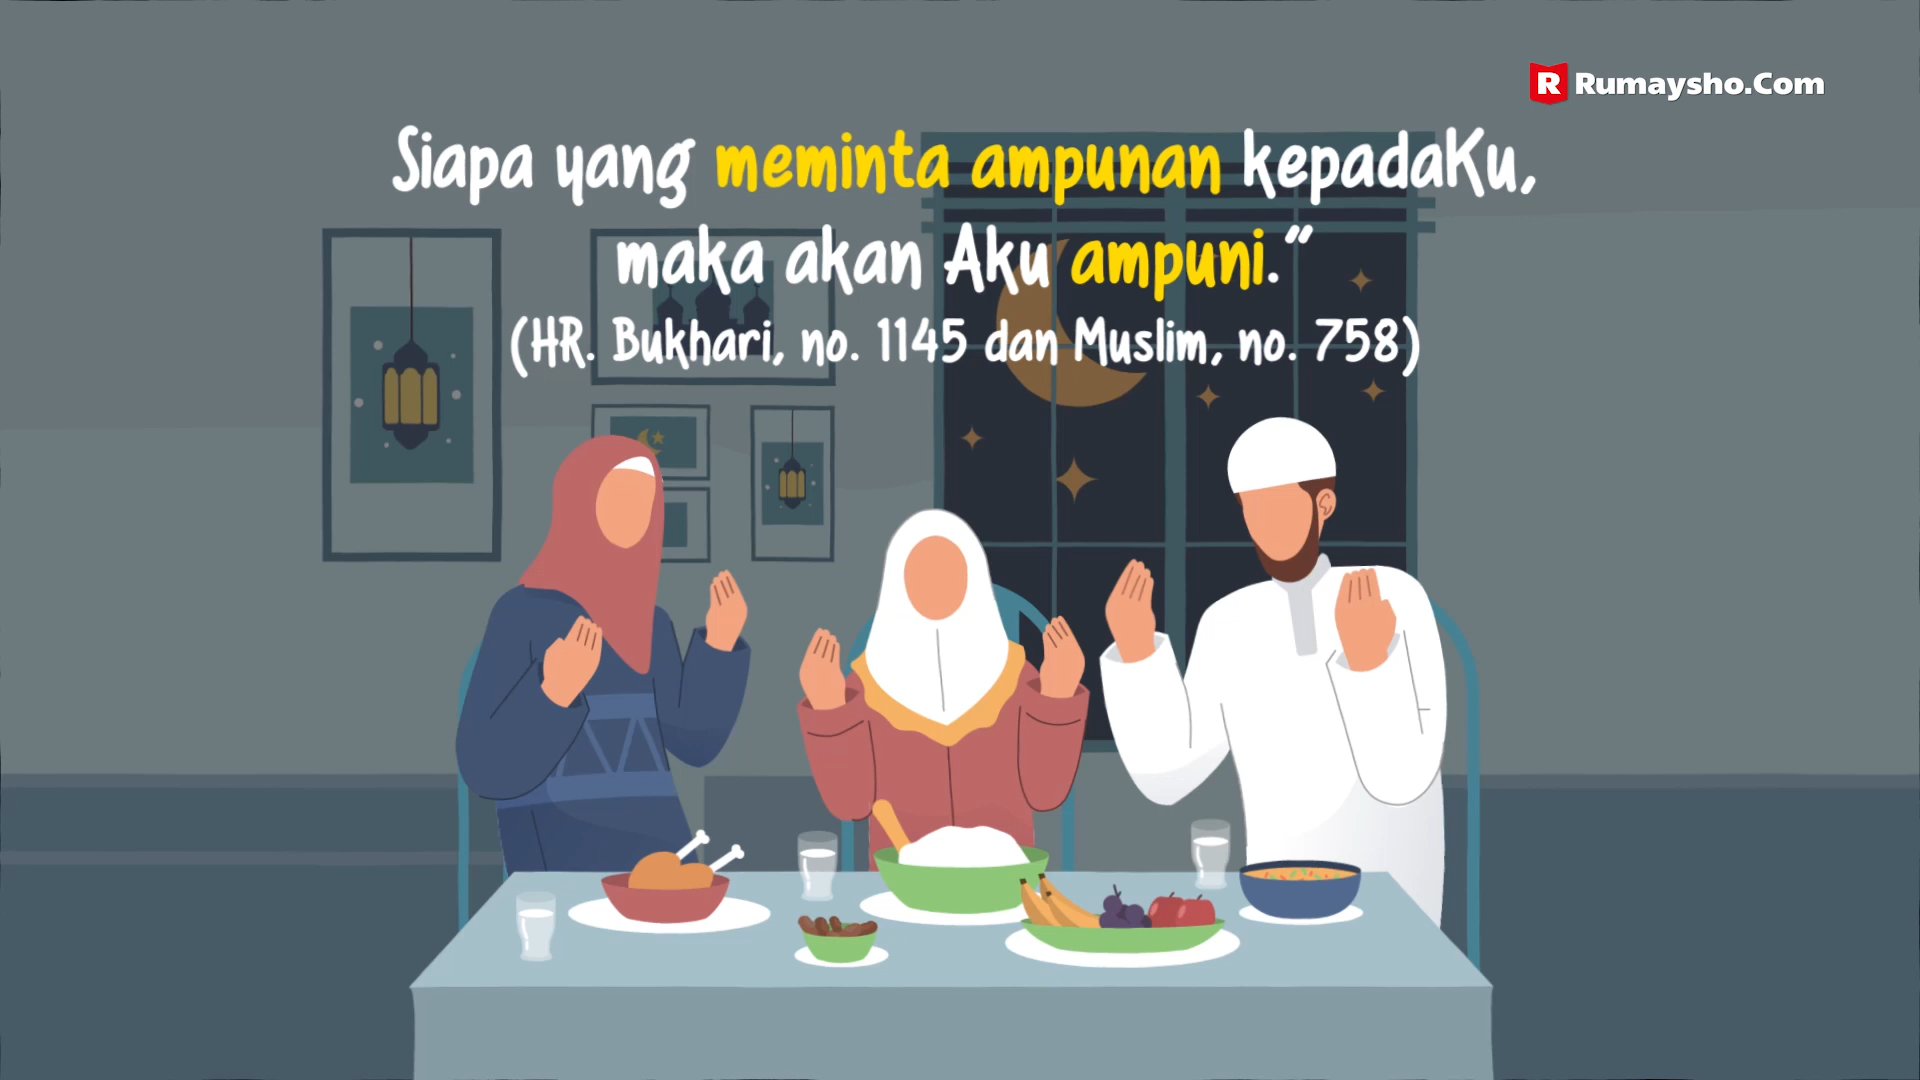 R Rumaysho.Com
Siapa yang meminta ampunan kepadaKu,
maka akan Aku ampuni.”
(HR. Bukhari, no. 1145 dan Muslim, no. 758)